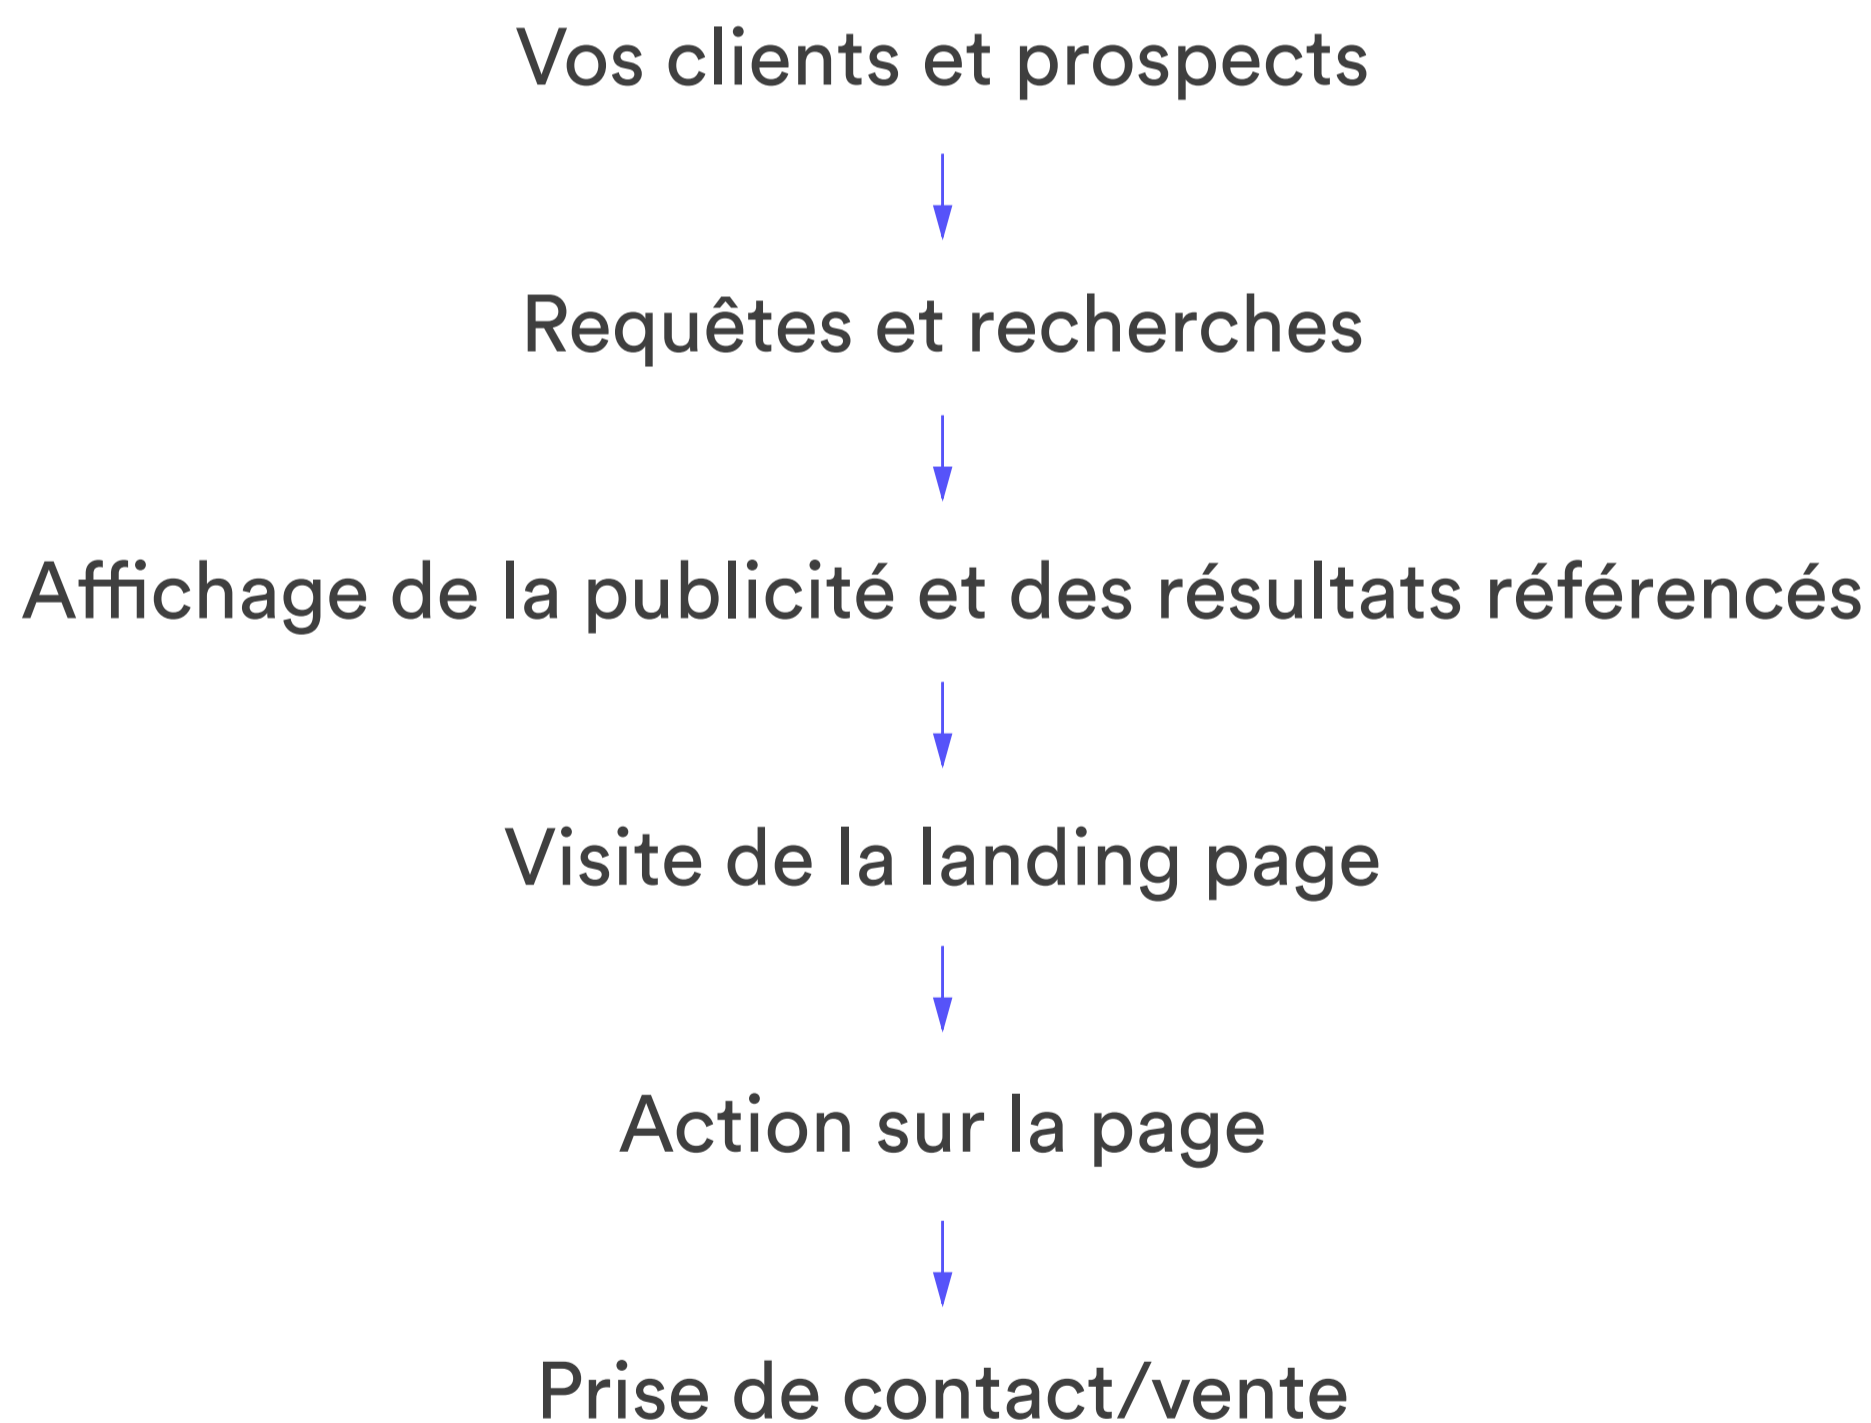 Vos clients et prospects
Requêtes et recherches
Affichage de la publicité et des résultats référencés
Visite de la landing page
Action sur la page
Prise de contact/vente